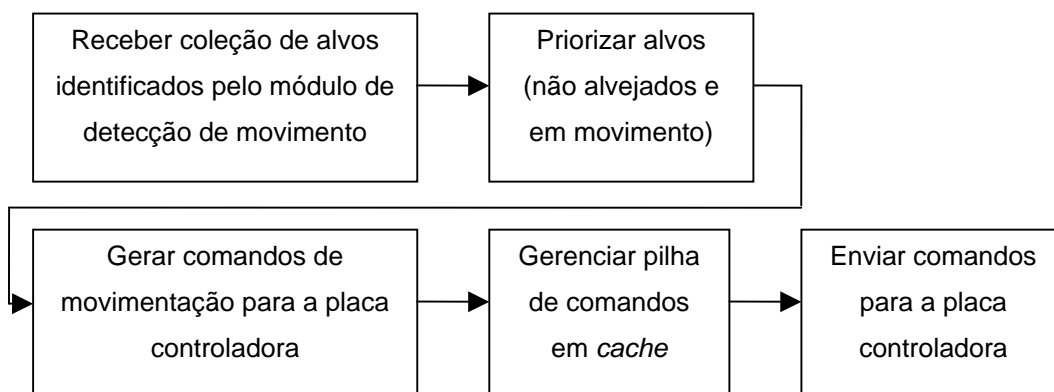 Receber coleção de alvos
identificados pelo módulo de
detecção de movimento
Priorizar alvos
(não alvejados e
em movimento)
Gerar comandos de
movimentação para a placa
controladora
Gerenciar pilha
de comandos
em cache
Enviar comandos
para a placa
controladora